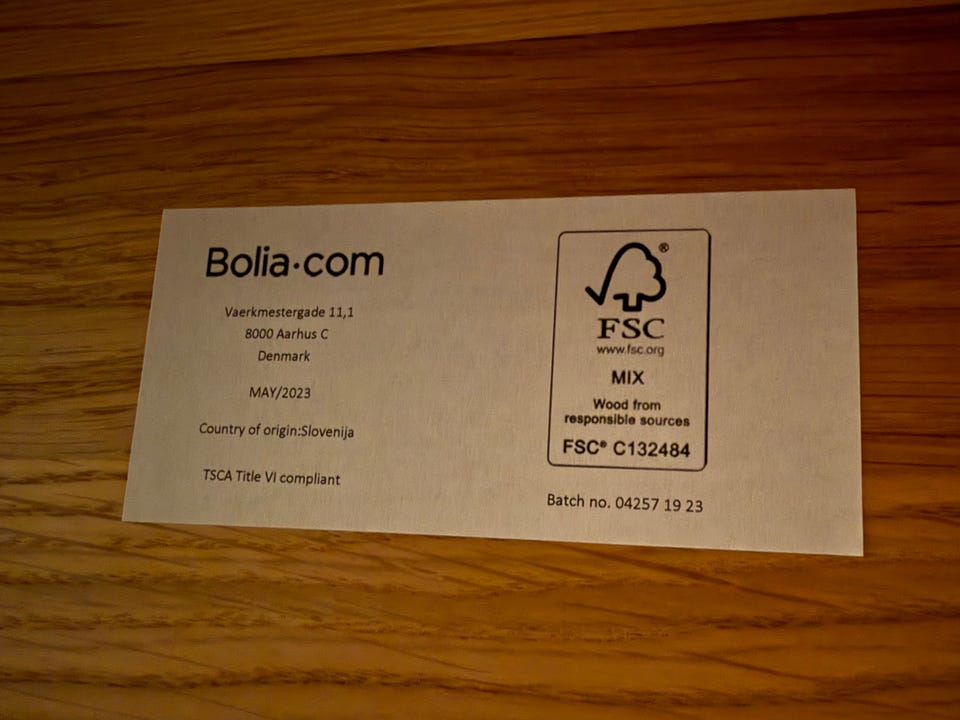 Bolia·com
Vaerkmestergade 11,1
8000 Aarhus C
Denmark
MAY/2023
Country of origin:Slovenija
TSCA Title VI compliant
®
FSC
www.fsc.org
MIX
Wood from
responsible sources
FSC® C132484
Batch no. 04257 19 23